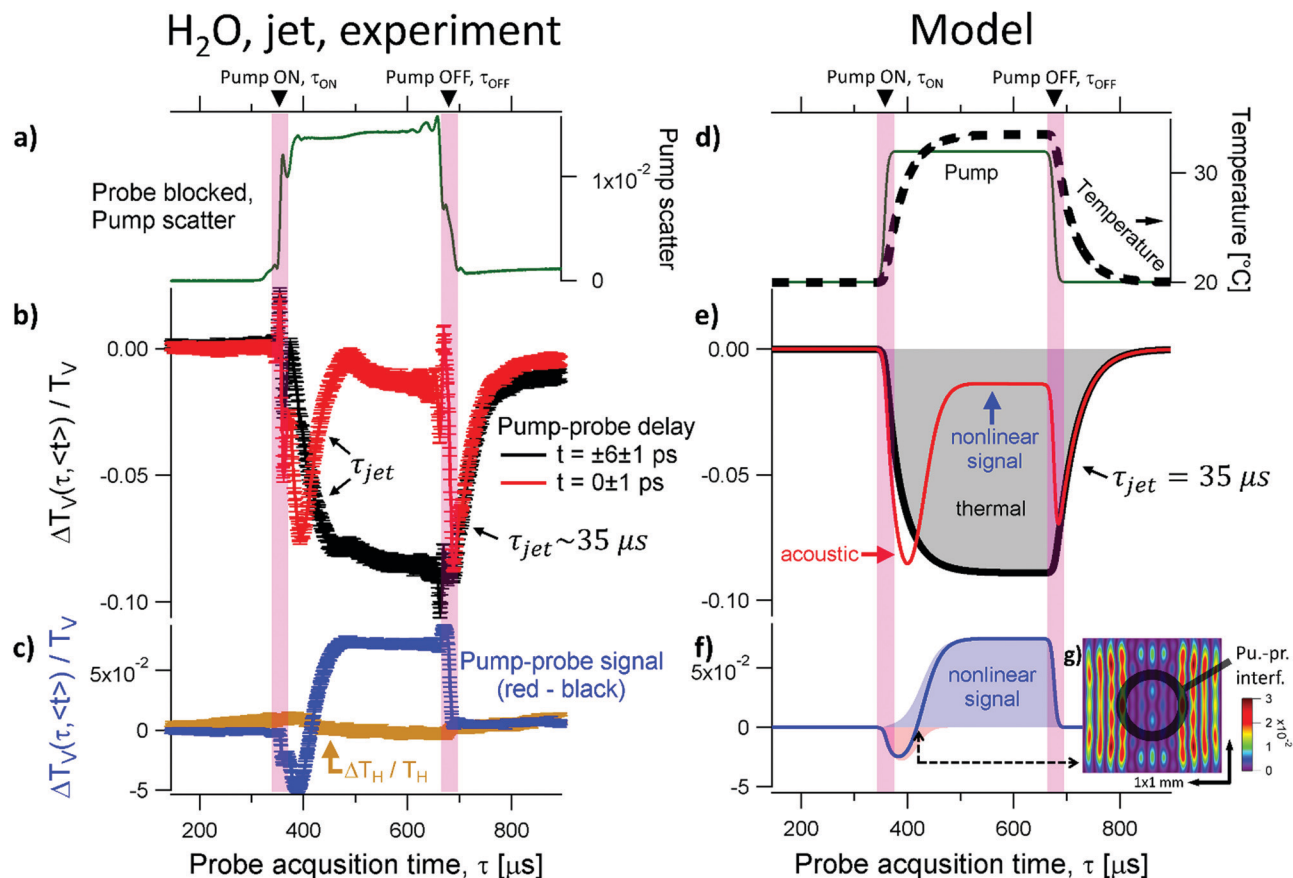 H₂O, jet, experiment
Pump ON, τON
Pump OFF, τOFF
a)
Probe blocked,
Pump scatter
1x10⁻²
0
Pump scatter
b)
0.00
-0.05
-0.10
ΔTV(τ, <t>) / TV
Pump-probe delay
t = ±6±1 ps
t = 0±1 ps
τjet
τjet~35 μs
c)
5x10⁻²
0
-5
ΔTV(τ, <t>) / TV
Pump-probe signal
(red - black)
ΔTH / TH
200
400
600
800
Probe acqusition time, τ [μs]
Model
Pump ON, τON
Pump OFF, τOFF
d)
Pump
Temperature
30
20
Temperature [°C]
e)
0.00
-0.05
-0.10
nonlinear
signal
thermal
acoustic
τjet = 35 μs
f)
5x10⁻²
0
-5
nonlinear
signal
g)
Pu.-pr.
interf.
3
2
1
0
x10⁻²
1x1 mm
200
400
600
800
Probe acqusition time, τ [μs]